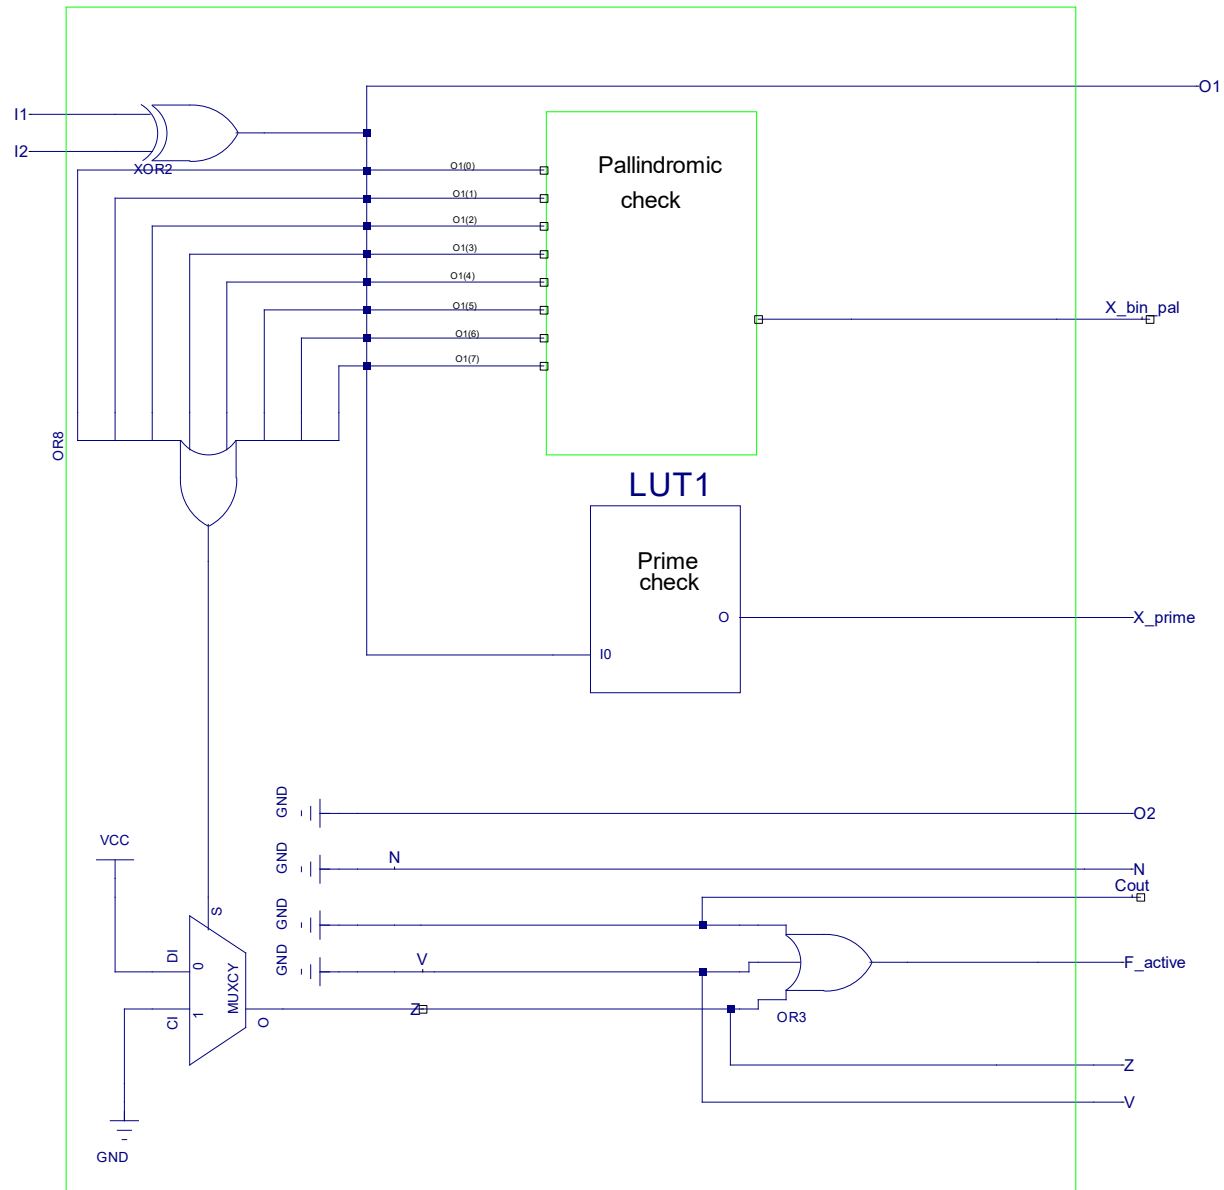 O1
I1
I2
XOR2
O1(0)
O1(1)
O1(2)
O1(3)
O1(4)
O1(5)
O1(6)
O1(7)
Pallindromic
check
X_bin_pal
OR8
LUT1
Prime
check
O
I0
X_prime
GND
O2
VCC
GND
N
N
Cout
GND
S
GND
V
F_active
DI
0
MUXCY
CI
1
O
Z
OR3
Z
V
GND